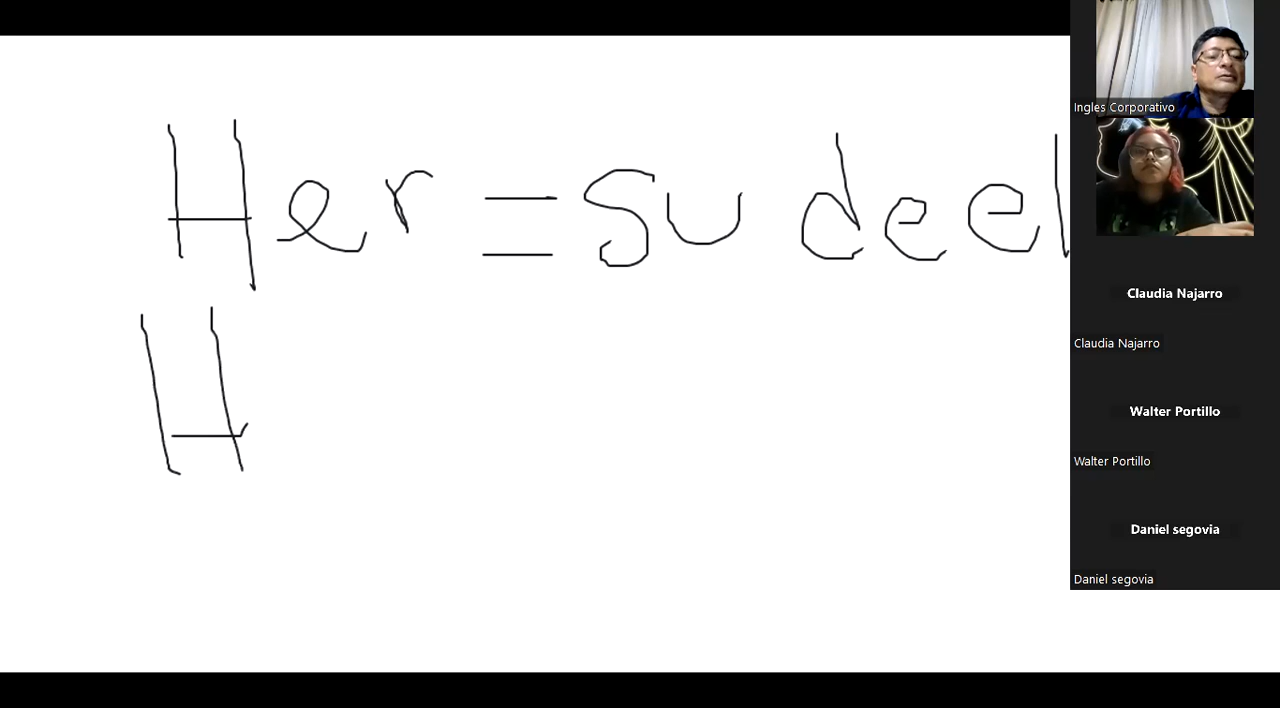 Her = su de el
H
Ingles Corporativo
Claudia Najarro
Claudia Najarro
Walter Portillo
Walter Portillo
Daniel segovia
Daniel segovia